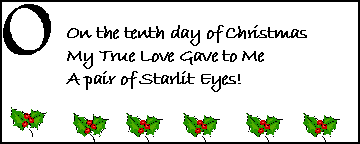 O On the tenth day of Christmas
My True Love Gave to Me
A pair of Starlit Eyes!